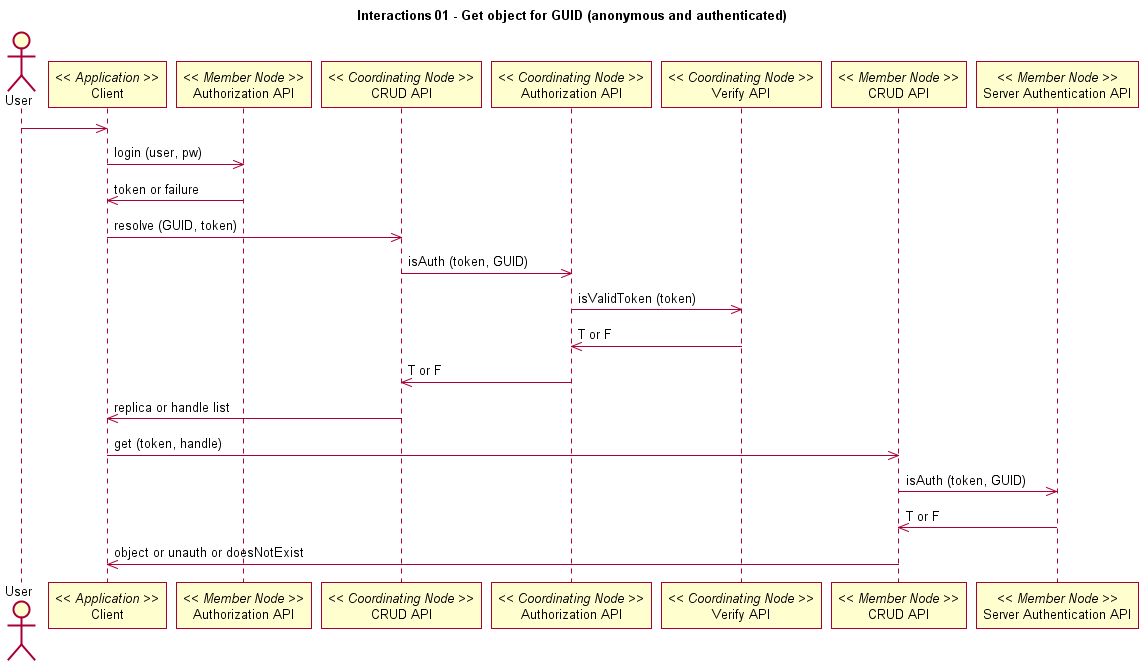 Interactions 01 - Get object for GUID (anonymous and authenticated)
User
<< Application >>
Client
<< Member Node >>
Authorization API
<< Coordinating Node >>
CRUD API
<< Coordinating Node >>
Authorization API
<< Coordinating Node >>
Verify API
<< Member Node >>
CRUD API
<< Member Node >>
Server Authentication API
login (user, pw)
token or failure
resolve (GUID, token)
isAuth (token, GUID)
isValidToken (token)
T or F
T or F
replica or handle list
get (token, handle)
isAuth (token, GUID)
T or F
object or unauth or doesNotExist
User
<< Application >>
Client
<< Member Node >>
Authorization API
<< Coordinating Node >>
CRUD API
<< Coordinating Node >>
Authorization API
<< Coordinating Node >>
Verify API
<< Member Node >>
CRUD API
<< Member Node >>
Server Authentication API